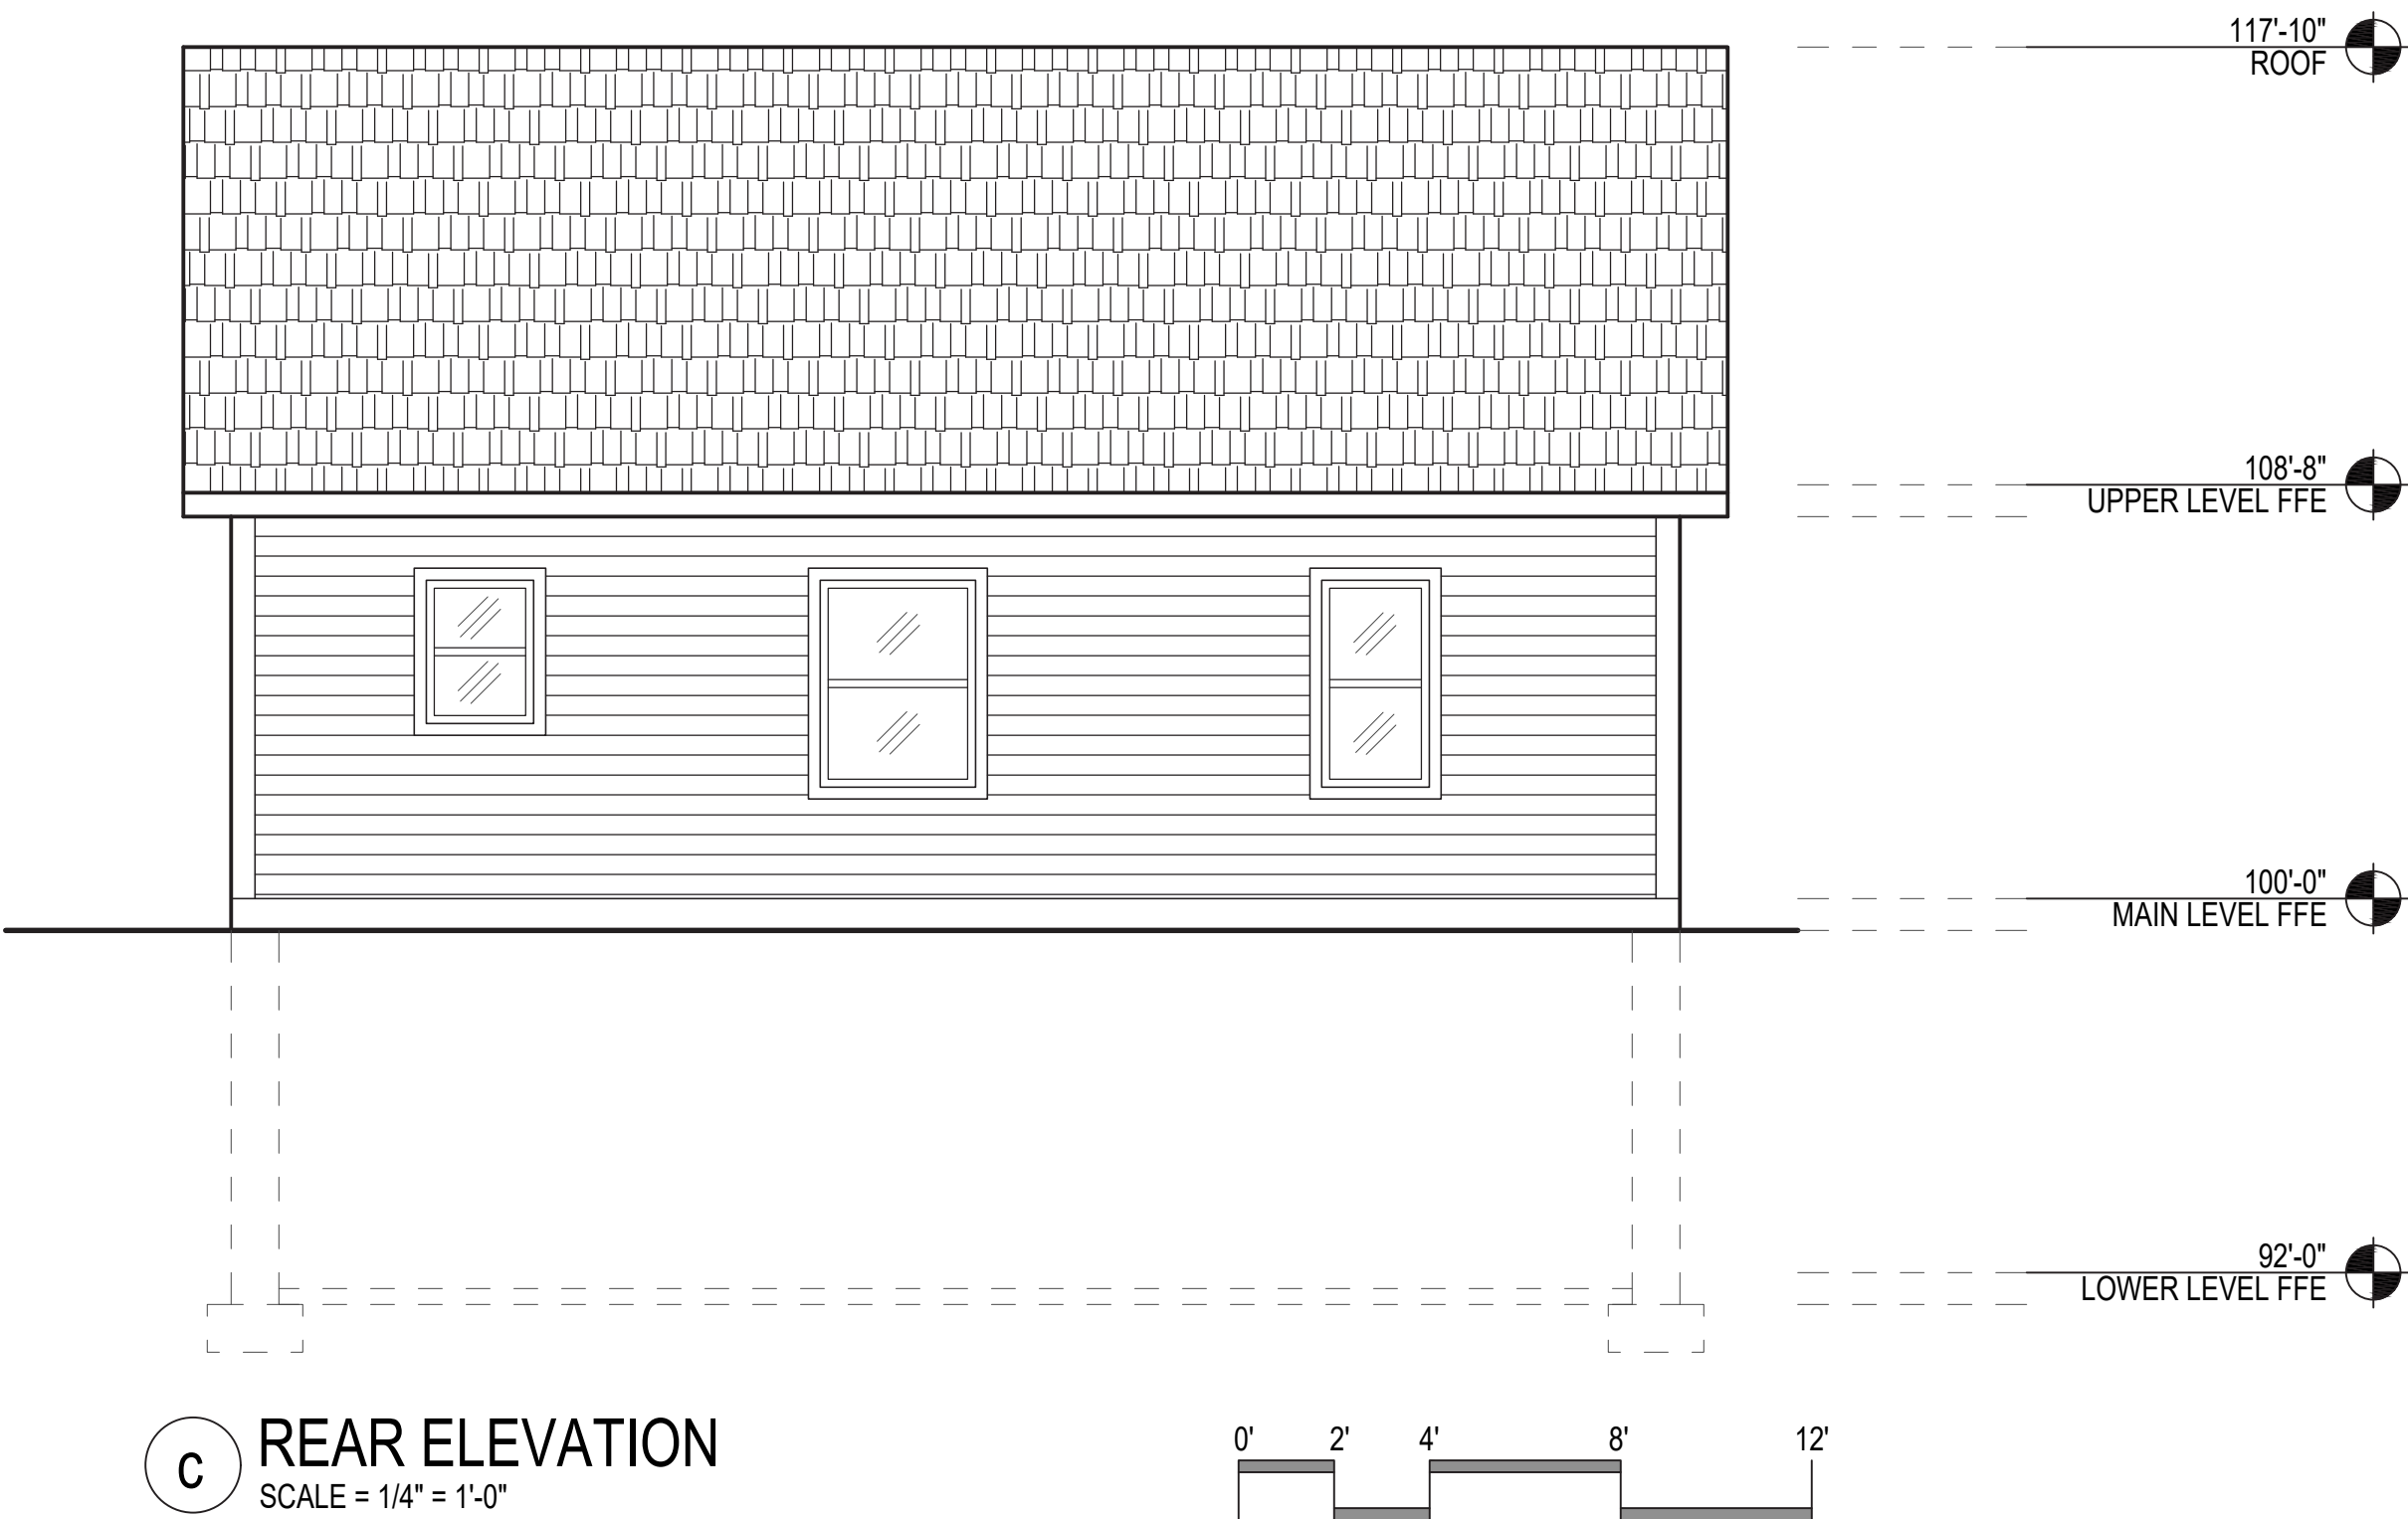 117'-10"
ROOF
108'-8"
UPPER LEVEL FFE
100'-0"
MAIN LEVEL FFE
92'-0"
LOWER LEVEL FFE
C
REAR ELEVATION
SCALE = 1/4" = 1'-0"
0' 2' 4' 8' 12'